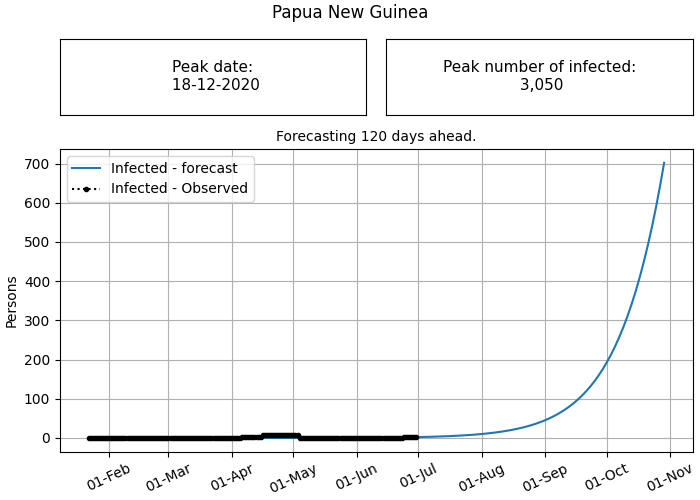 Papua New Guinea
Peak date:
18-12-2020
Peak number of infected:
3,050
Forecasting 120 days ahead.
Infected - forecast
Infected - Observed
Persons
700
600
500
400
300
200
100
0
01-Feb
01-Mar
01-Apr
01-May
01-Jun
01-Jul
01-Aug
01-Sep
01-Oct
01-Nov